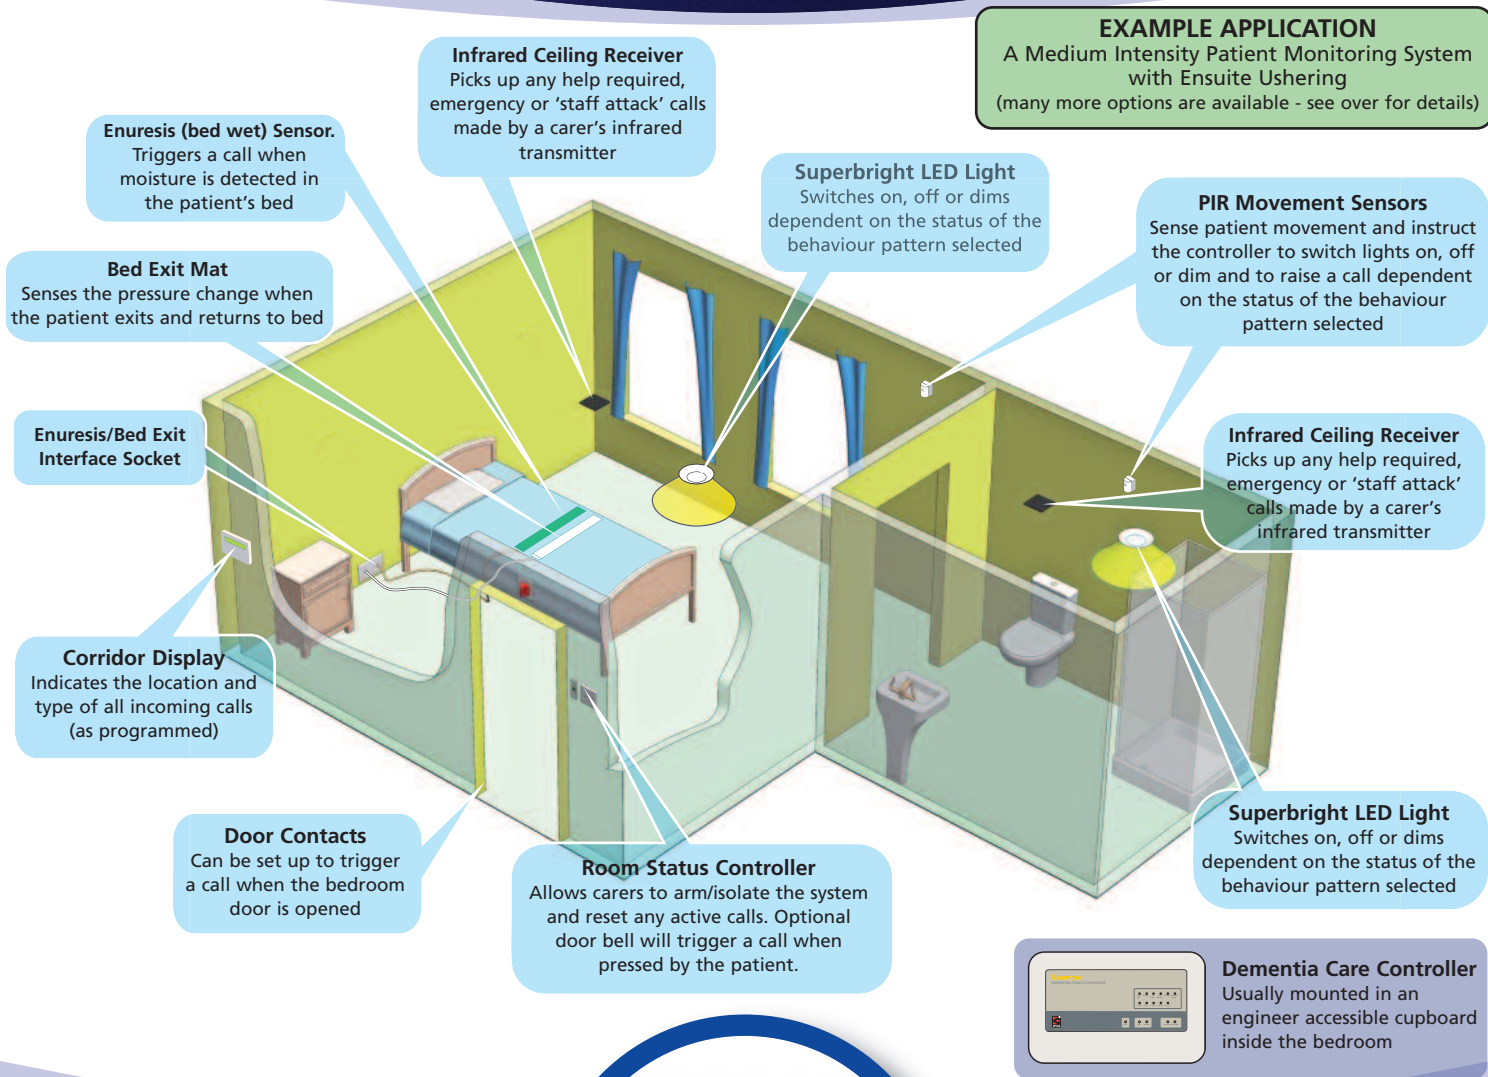 EXAMPLE APPLICATION
A Medium Intensity Patient Monitoring System
with Ensuite Ushering
(many more options are available - see over for details)
Infrared Ceiling Receiver
Picks up any help required,
emergency or ‘staff attack’ calls
made by a carer’s infrared
transmitter
Enuresis (bed wet) Sensor.
Triggers a call when
moisture is detected in
the patient’s bed
Superbright LED Light
Switches on, off or dims
dependent on the status of the
behaviour pattern selected
PIR Movement Sensors
Sense patient movement and instruct
the controller to switch lights on, off
or dim and to raise a call dependent
on the status of the behaviour
pattern selected
Bed Exit Mat
Senses the pressure change when
the patient exits and returns to bed
Enuresis/Bed Exit
Interface Socket
Infrared Ceiling Receiver
Picks up any help required,
emergency or ‘staff attack’
calls made by a carer’s
infrared transmitter
Corridor Display
Indicates the location and
type of all incoming calls
(as programmed)
Door Contacts
Can be set up to trigger
a call when the bedroom
door is opened
Room Status Controller
Allows carers to arm/isolate the system
and reset any active calls. Optional
door bell will trigger a call when
pressed by the patient.
Superbright LED Light
Switches on, off or dims
dependent on the status of the
behaviour pattern selected
Dementia Care Controller
Usually mounted in an
engineer accessible cupboard
inside the bedroom